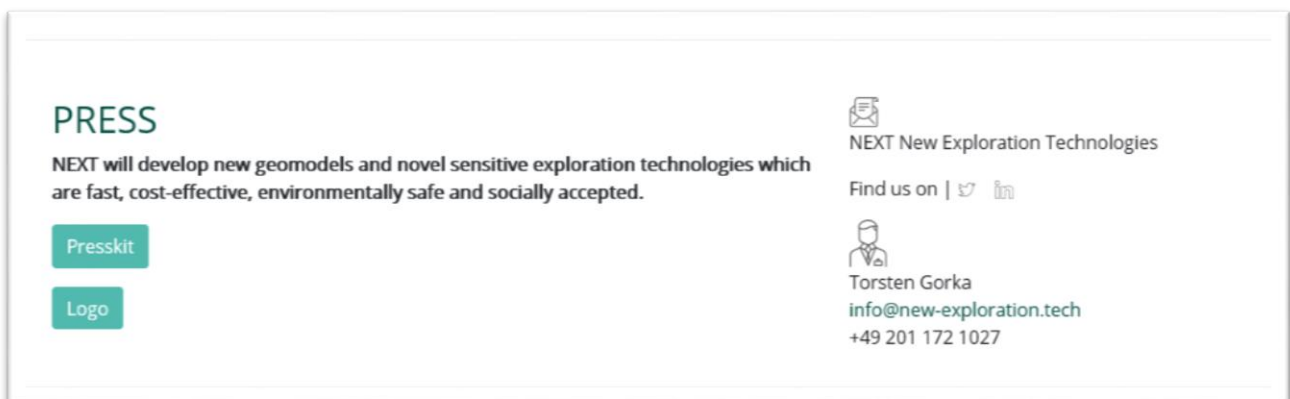 PRESS
NEXT will develop new geomodels and novel sensitive exploration technologies which
are fast, cost-effective, environmentally safe and socially accepted.
Presskit
Logo
NEXT New Exploration Technologies
Find us on |
Torsten Gorka
info@new-exploration.tech
+49 201 172 1027